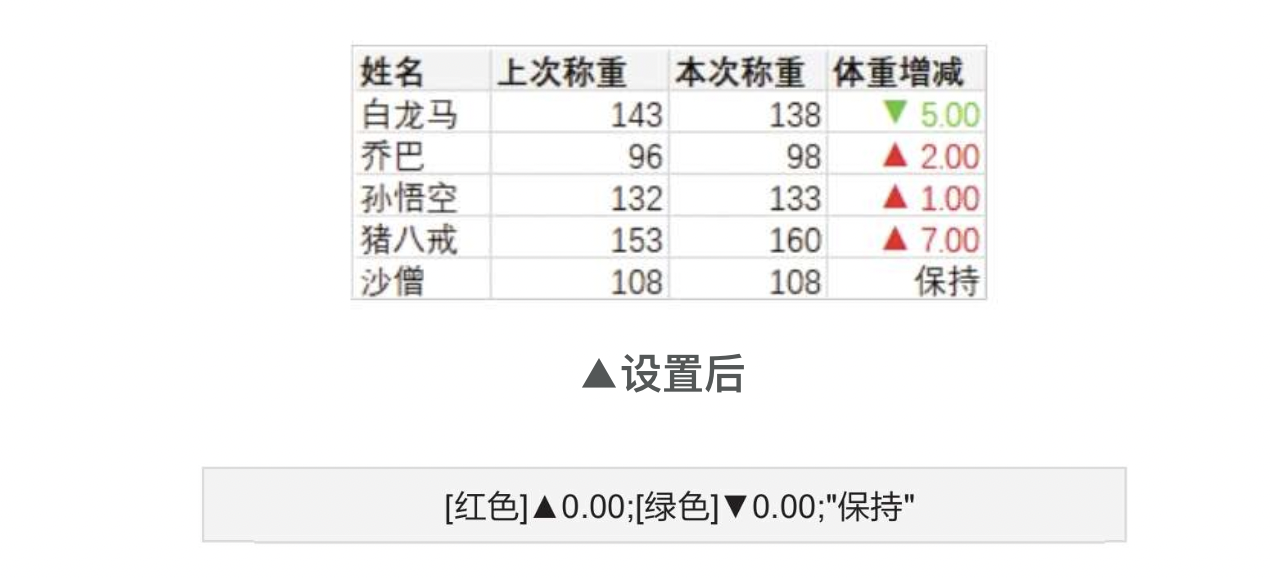 姓名 上次称重 本次称重 体重增减
白龙马 143 138 ▼ 5.00
乔巴 96 98 ▲ 2.00
孙悟空 132 133 ▲ 1.00
猪八戒 153 160 ▲ 7.00
沙僧 108 108 保持
▲设置后
[红色]▲0.00;[绿色]▼0.00;"保持"